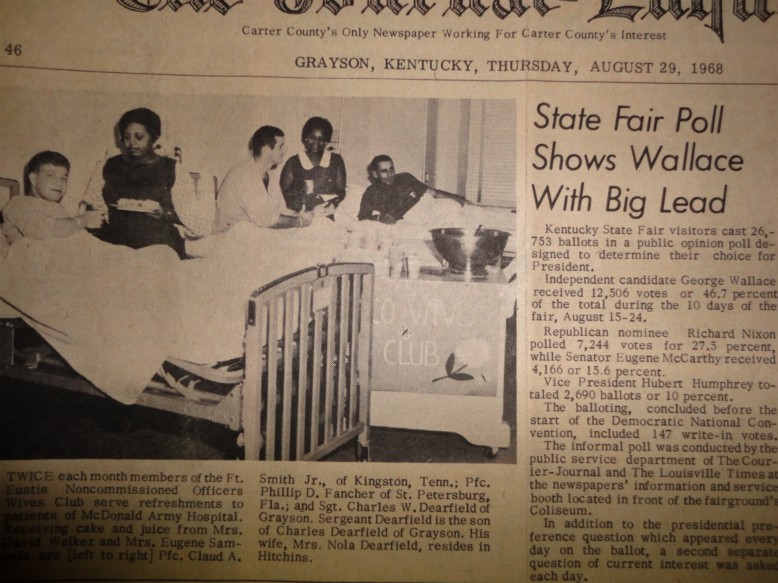 The Journal-Enqu
Carter County's Only Newspaper Working For Carter County's Interest
46
GRAYSON, KENTUCKY, THURSDAY, AUGUST 29, 1968
CLUB
TWICE each month members of the Ft.
Eustis Noncommissioned Officers
Wives Club serve refreshments to
patients of McDonald Army Hospital.
Receiving cake and juice from Mrs.
David Walker and Mrs. Eugene Sam-
are [left to right] Pfc. Claud A.
Smith Jr., of Kingston, Tenn.; Pfc.
Phillip D. Fancher of St. Petersburg,
Fla.; and Sgt. Charles W. Dearfield of
Grayson. Sergeant Dearfield is the son
of Charles Dearfield of Grayson. His
wife, Mrs. Nola Dearfield, resides in
Hitchins.
State Fair Poll
Shows Wallace
With Big Lead
Kentucky State Fair visitors cast 26,-
753 ballots in a public opinion poll de-
signed to determine their choice for
President.
Independent candidate George Wallace
received 12,506 votes or 46.7 percent
of the total during the 10 days of the
fair, August 15-24.
Republican nominee Richard Nixon
polled 7,244 votes for 27.5 percent,
while Senator Eugene McCarthy received
4,166 or 15.6 percent.
Vice President Hubert Humphrey to-
taled 2,690 ballots or 10 percent.
The balloting, concluded before the
start of the Democratic National Con-
vention, included 147 write-in votes.
The informal poll was conducted by the
public service department of The Cour-
ier-Journal and The Louisville Times at
the newspapers' information and service
booth located in front of the fairground's
Coliseum.
In addition to the presidential pre-
ference question which appeared every
day on the ballot, a second separate
question of current interest was asked
each day.